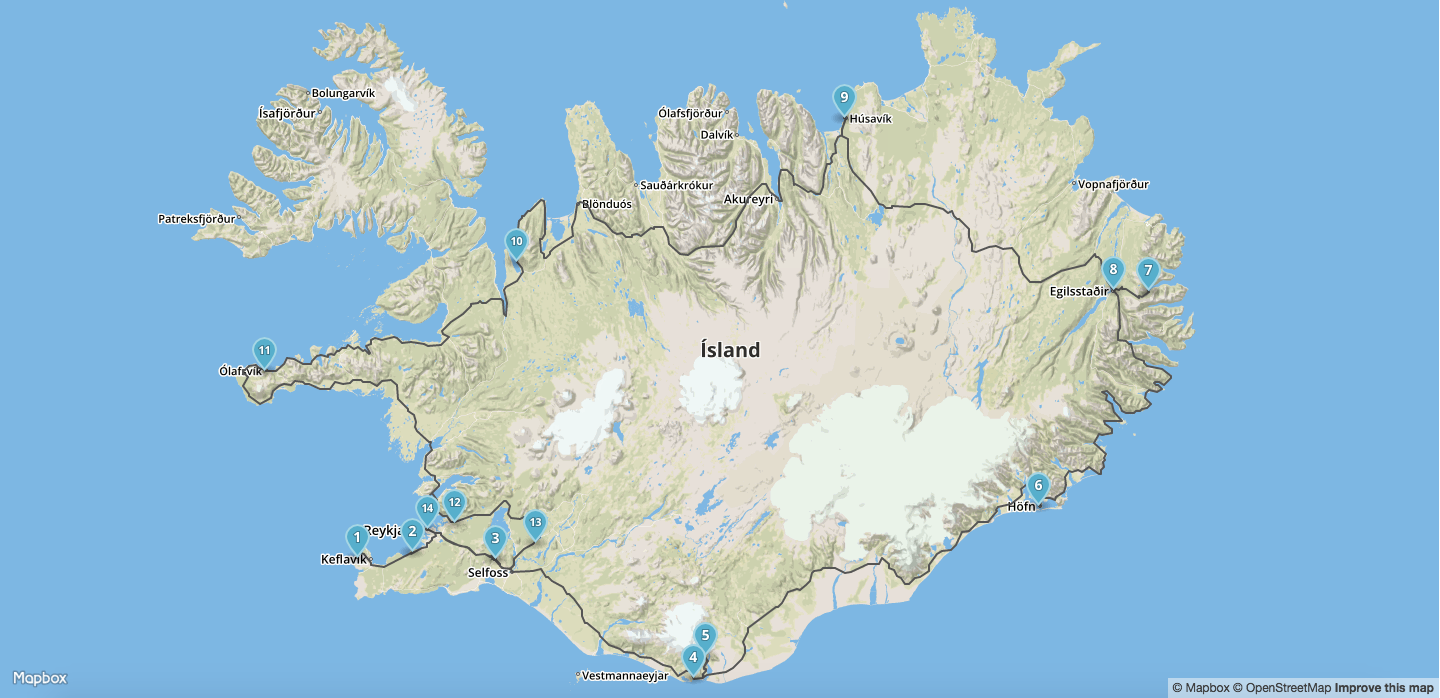 Bolungarvík
Ísafjörður
Patreksfjörður
Ólafsfjörður
Dalvík
Sauðárkrókur
Blönduós
Akureyri
9
Húsavík
Vopnafjörður
10
8
7
Egilsstaðir
11
Ólafsvík
Ísland
6
Höfn
12
14
Reykja
13
1
2
3
Keflavík
Selfoss
5
4
Vestmannaeyjar
Mapbox
© Mapbox © OpenStreetMap Improve this map